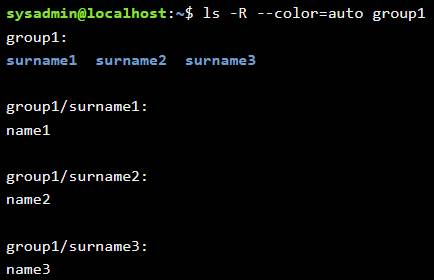 sysadmin@localhost:~$ ls -R --color=auto group1
group1:
surname1  surname2  surname3

group1/surname1:
name1

group1/surname2:
name2

group1/surname3:
name3